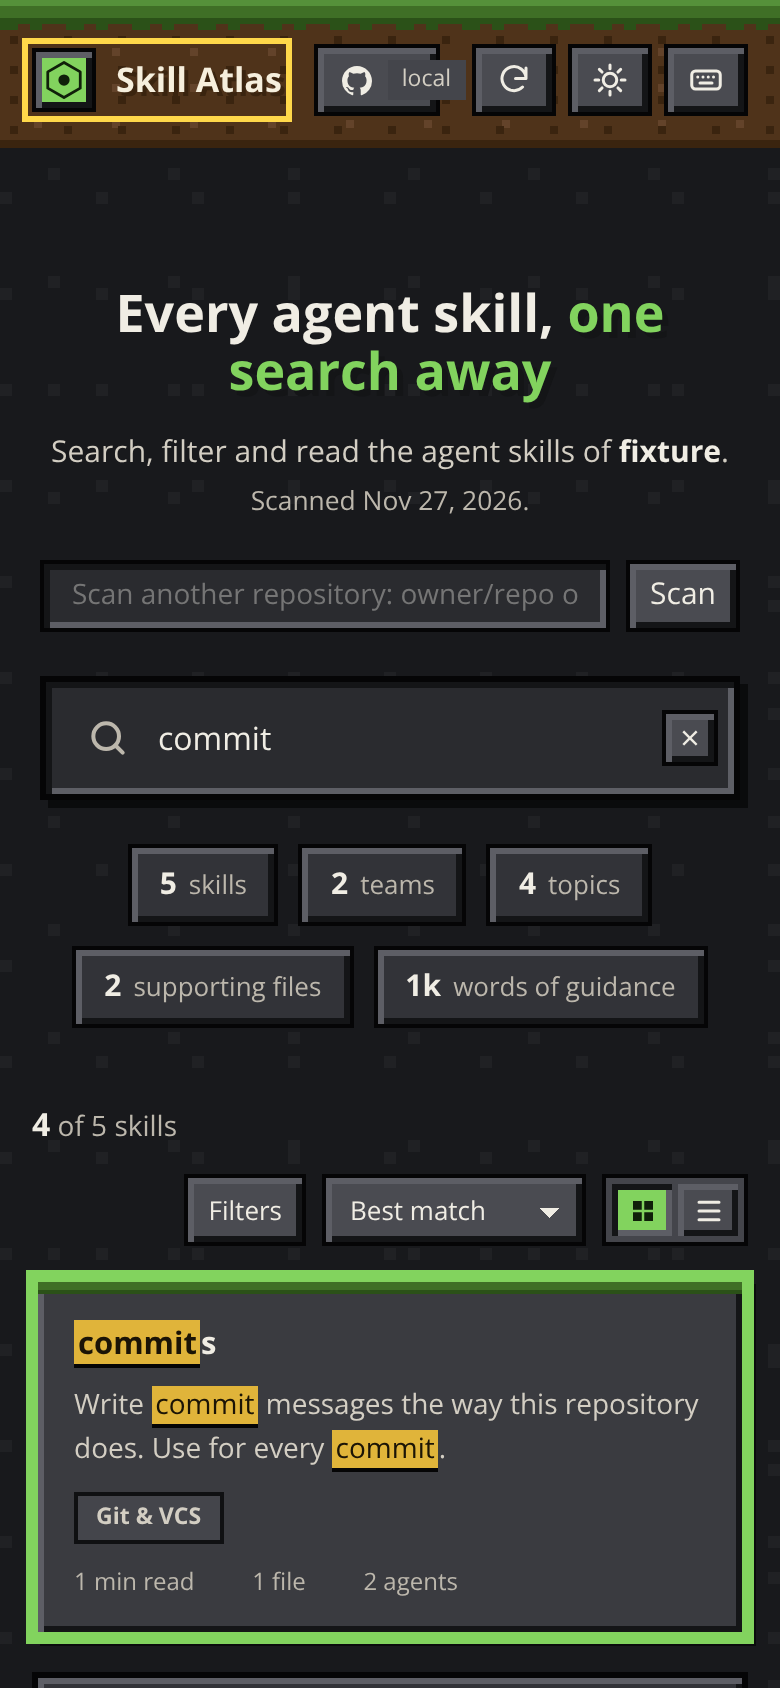 Skill Atlas
local
Every agent skill, one
search away
Search, filter and read the agent skills of fixture.
Scanned Nov 27, 2026.
Scan another repository: owner/repo o
Scan
commit
5 skills
2 teams
4 topics
2 supporting files
1k words of guidance
4 of 5 skills
Filters
Best match
commits
Write commit messages the way this repository
does. Use for every commit.
Git & VCS
1 min read
1 file
2 agents